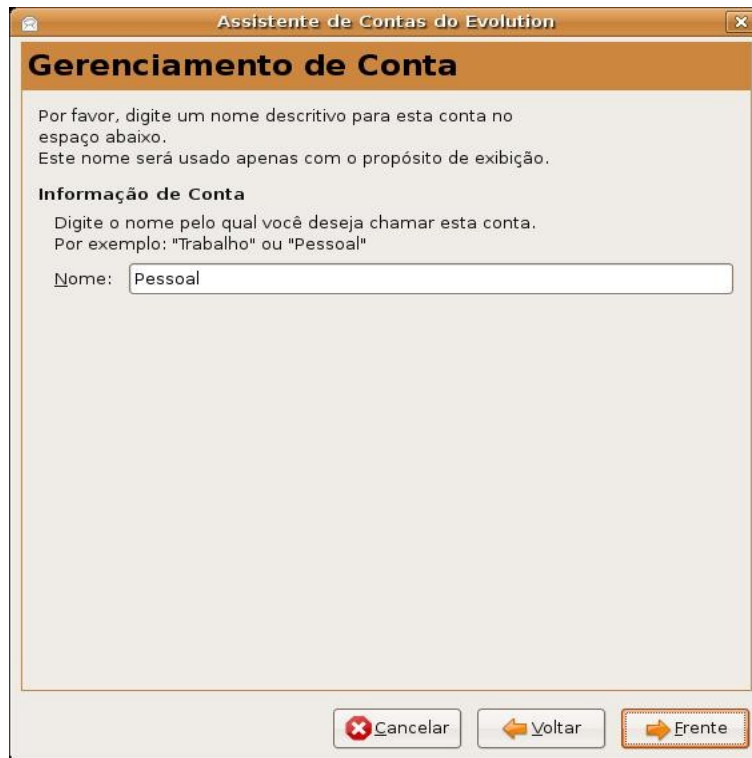 Assistente de Contas do Evolution
Gerenciamento de Conta
Por favor, digite um nome descritivo para esta conta no
espaço abaixo.
Este nome será usado apenas com o propósito de exibição.
Informação de Conta
Digite o nome pelo qual você deseja chamar esta conta.
Por exemplo: "Trabalho" ou "Pessoal"
Nome: Pessoal
Cancelar Voltar Frente